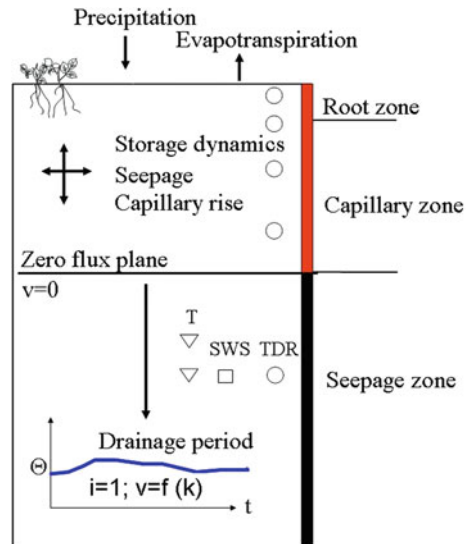 Precipitation
Evapotranspiration
Root zone
Storage dynamics
Seepage
Capillary rise
Capillary zone
Zero flux plane
v=0
T
SWS
TDR
Seepage zone
Drainage period
Θ
i=1; v=f (k)
t